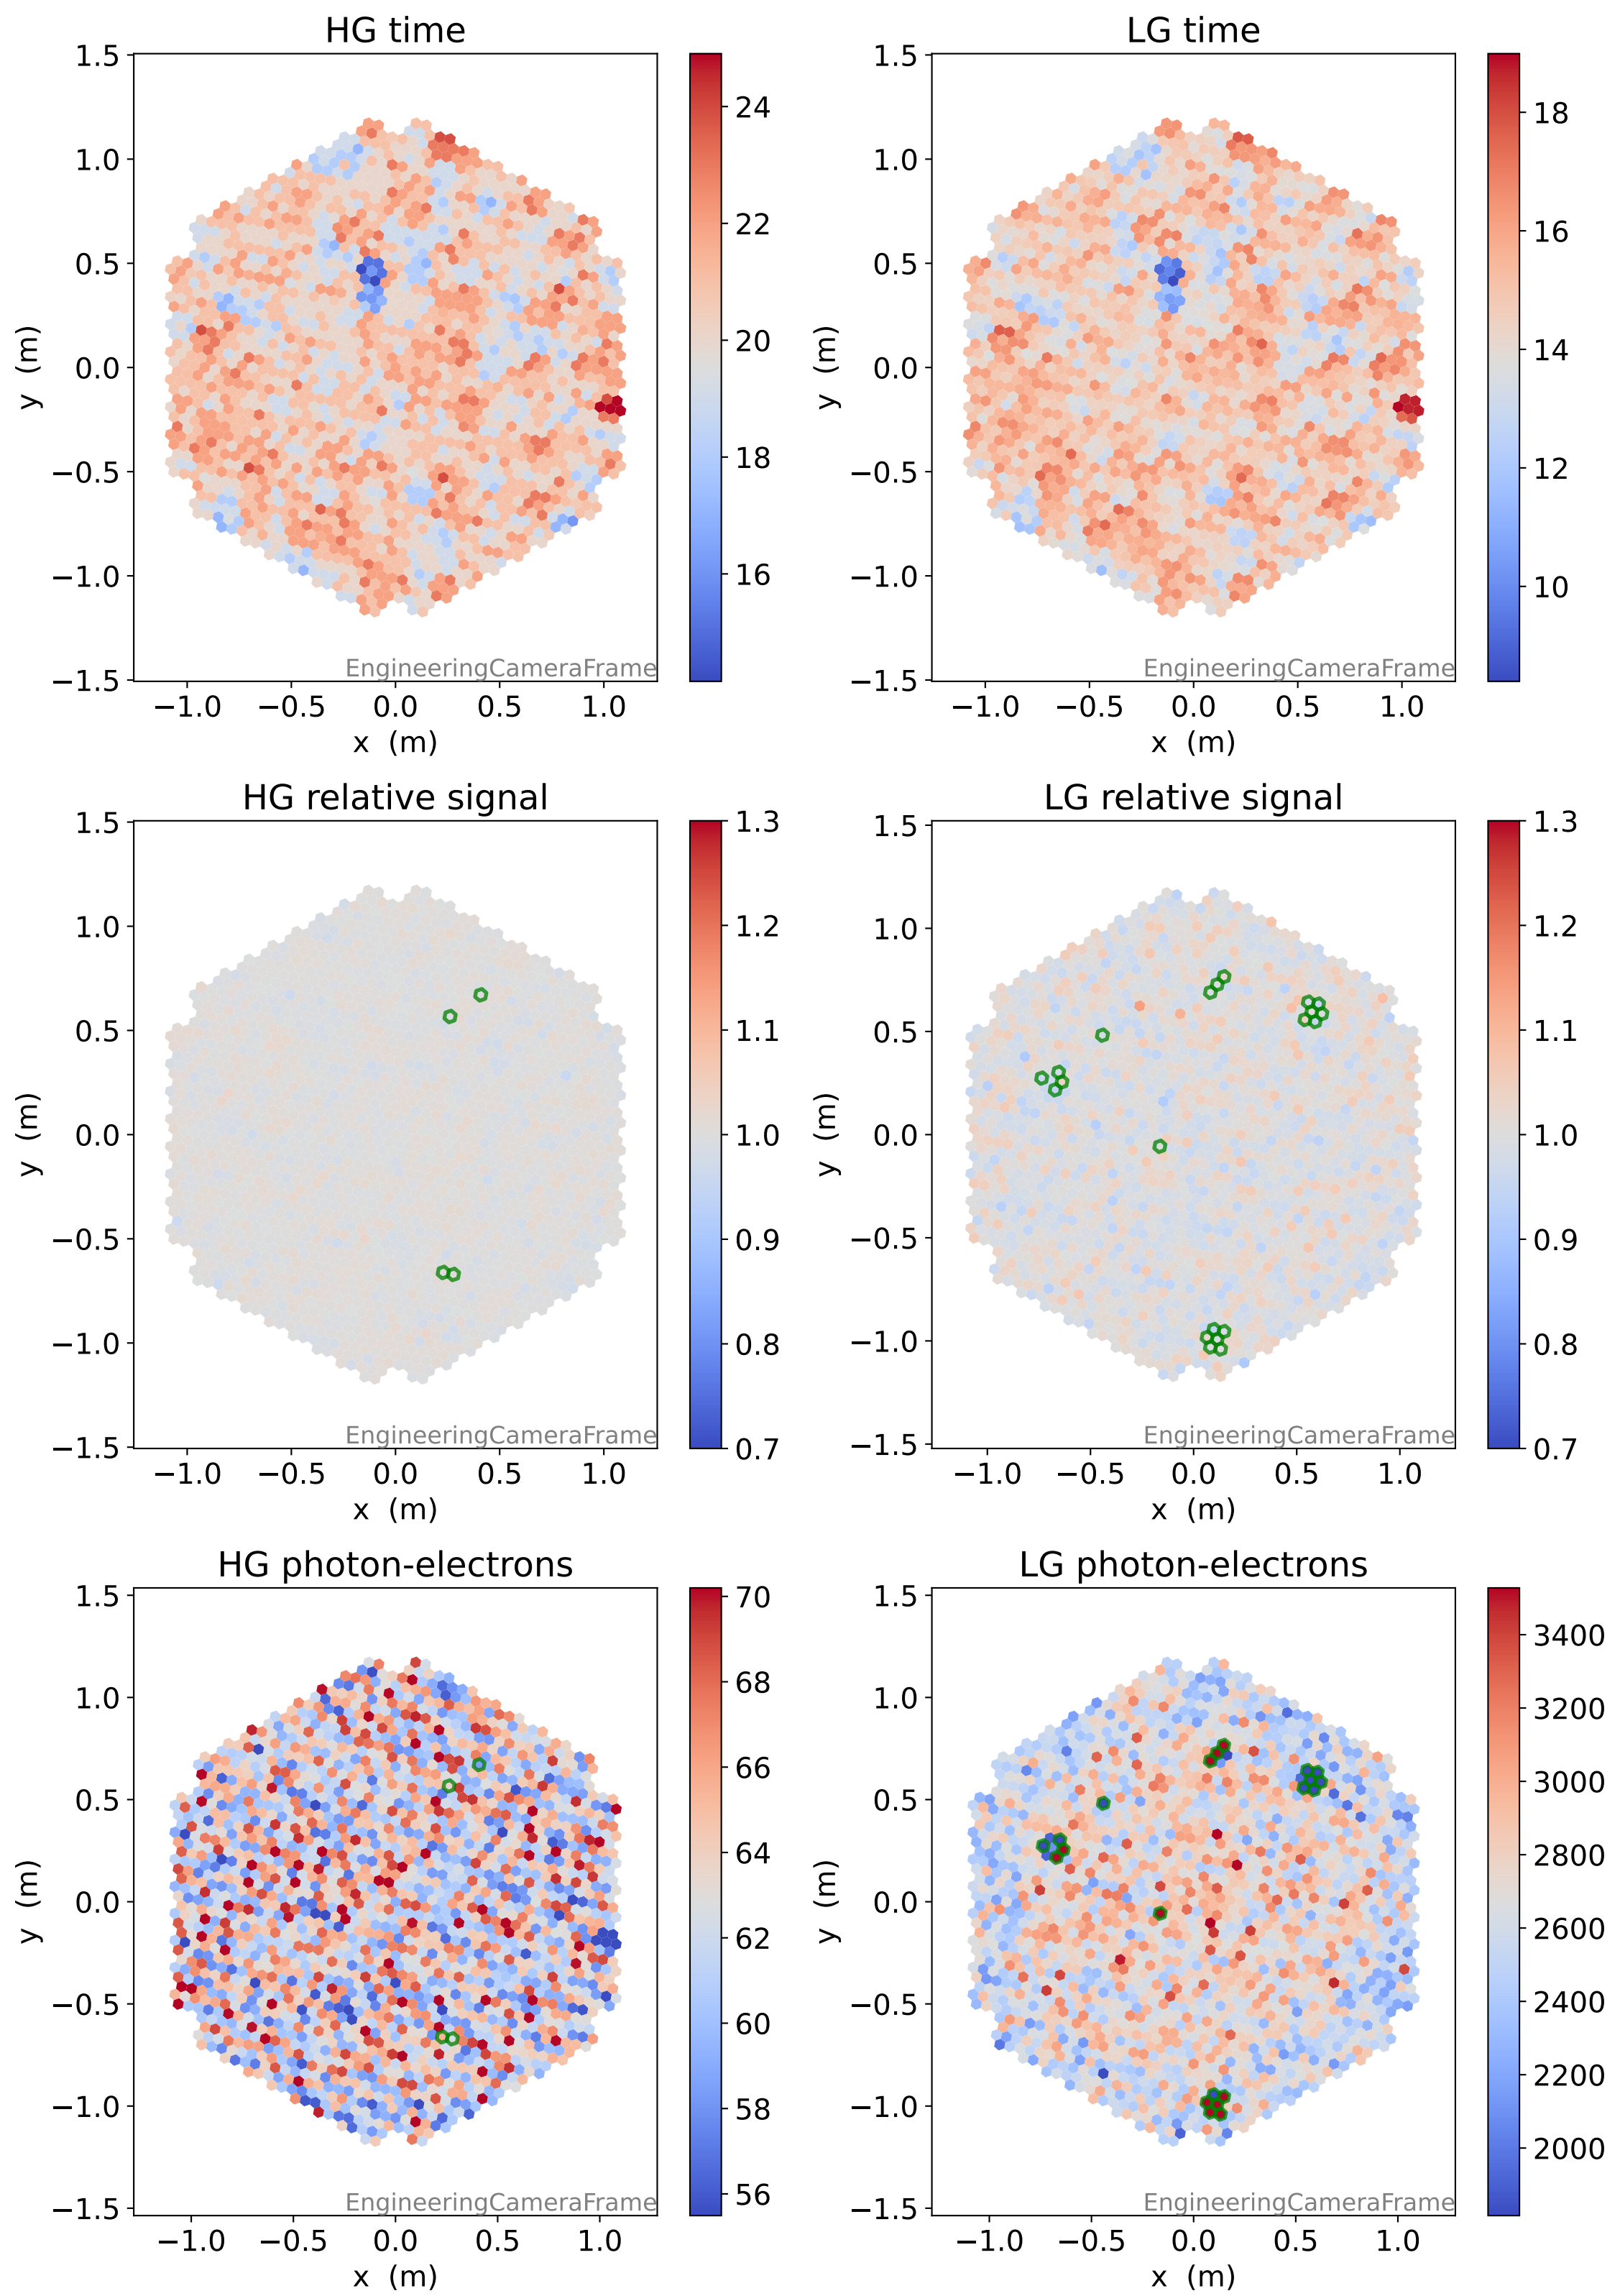 HG time
1.5
1.0
0.5
0.0
−0.5
−1.0
−1.5
y (m)
−1.0 −0.5 0.0 0.5 1.0
x (m)
EngineeringCameraFrame
24
22
20
18
16
LG time
1.5
1.0
0.5
0.0
−0.5
−1.0
−1.5
y (m)
−1.0 −0.5 0.0 0.5 1.0
x (m)
EngineeringCameraFrame
18
16
14
12
10
HG relative signal
1.5
1.0
0.5
0.0
−0.5
−1.0
−1.5
y (m)
−1.0 −0.5 0.0 0.5 1.0
x (m)
EngineeringCameraFrame
1.3
1.2
1.1
1.0
0.9
0.8
0.7
LG relative signal
1.5
1.0
0.5
0.0
−0.5
−1.0
−1.5
y (m)
−1.0 −0.5 0.0 0.5 1.0
x (m)
EngineeringCameraFrame
1.3
1.2
1.1
1.0
0.9
0.8
0.7
HG photon-electrons
1.5
1.0
0.5
0.0
−0.5
−1.0
−1.5
y (m)
−1.0 −0.5 0.0 0.5 1.0
x (m)
EngineeringCameraFrame
70
68
66
64
62
60
58
56
LG photon-electrons
1.5
1.0
0.5
0.0
−0.5
−1.0
−1.5
y (m)
−1.0 −0.5 0.0 0.5 1.0
x (m)
EngineeringCameraFrame
3400
3200
3000
2800
2600
2400
2200
2000